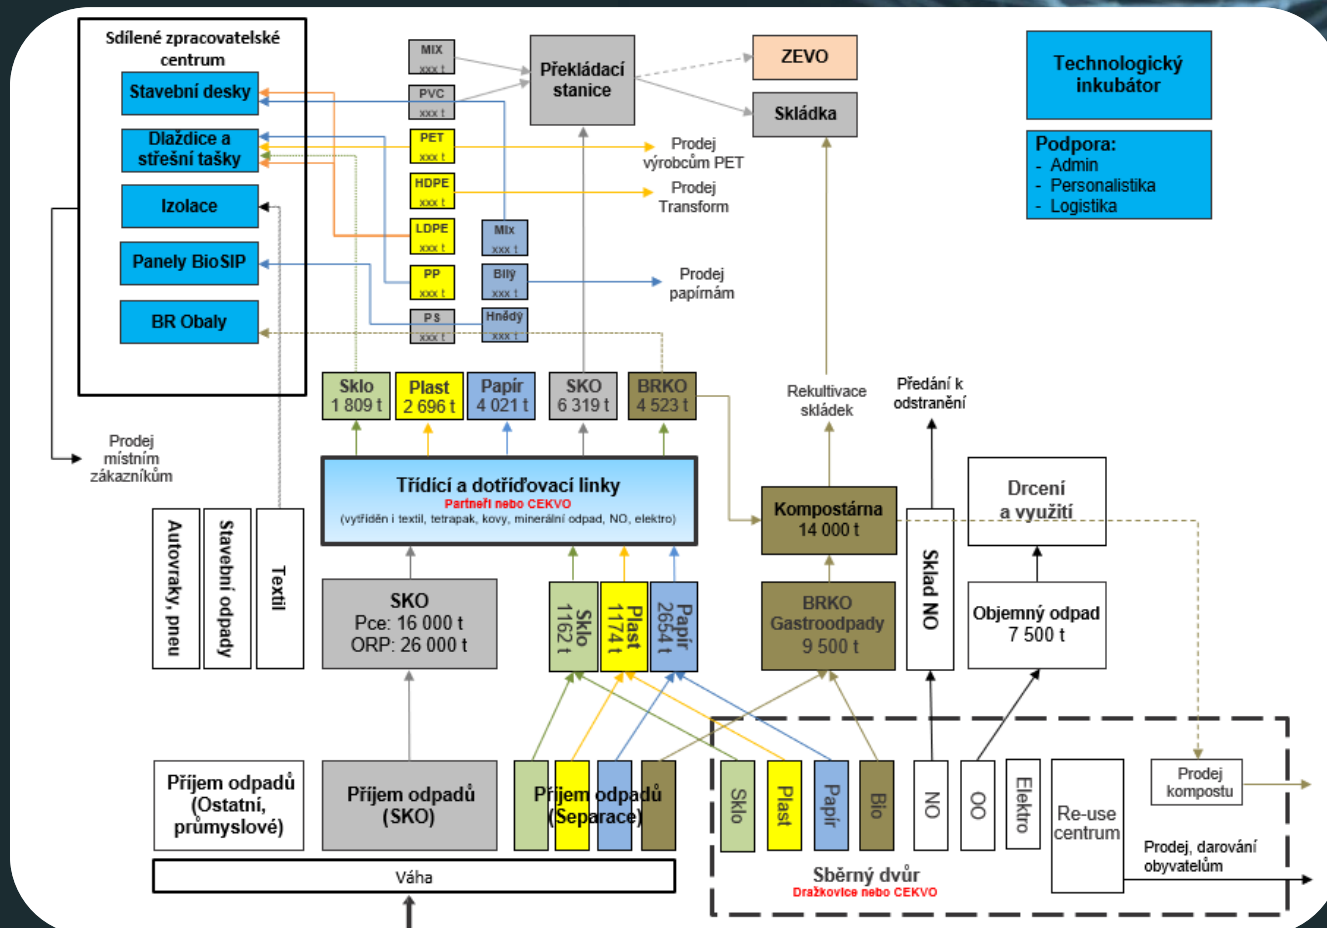 Sdílené zpracovatelské
centrum
Stavební desky
Dlaždice a
střešní tašky
Izolace
Panely BioSIP
BR Obaly
MIX
xxx t
PVC
xxx t
PET
xxx t
HDPE
xxx t
LDPE
xxx t
PP
xxx t
PS
xxx t
Mix
xxx t
Bílý
xxx t
Hnědý
xxx t
Překládací
stanice
ZEVO
Skládka
Prodej
výrobcům PET
Prodej
Transform
Prodej
papírnám
Technologický
inkubátor
Podpora:
- Admin
- Personalistika
- Logistika
Sklo
1 809 t
Plast
2 696 t
Papír
4 021 t
SKO
6 319 t
BRKO
4 523 t
Rekultivace
skládek
Předání k
odstranění
Prodej
místním
zákazníkům
Třídící a dotřiďovací linky
Partneři nebo CEKVO
(vytříděn i textil, tetrapak, kovy, minerální odpad, NO, elektro)
Kompostárna
14 000 t
Drcení
a využití
Autovraky, pneu
Stavební odpady
Textil
SKO
Pce: 16 000 t
ORP: 26 000 t
Sklo
1162 t
Plast
1174 t
Papír
2654 t
BRKO
Gastroodpady
9 500 t
Sklad NO
Objemný odpad
7 500 t
Příjem odpadů
(Ostatní,
průmyslové)
Příjem odpadů
(SKO)
Příjem odpadů
(Separace)
Sklo
Plast
Papír
Bio
NO
OO
Elektro
Re-use
centrum
Prodej
kompostu
Prodej, darování
obyvatelům
Sběrný dvůr
Dražkovice nebo CEKVO
Váha